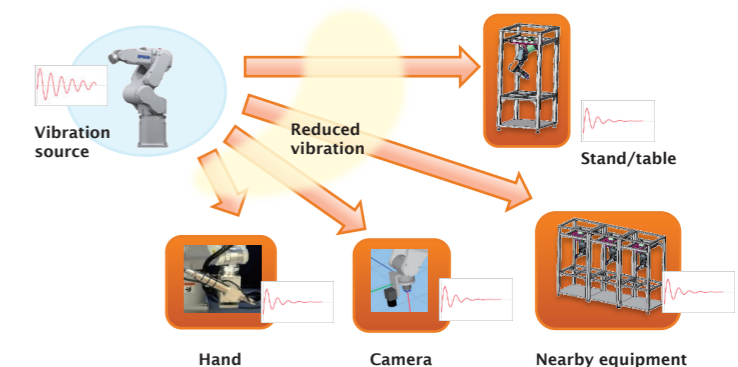 Vibration
source
Reduced
vibration
Stand/table
Hand
Camera
Nearby equipment